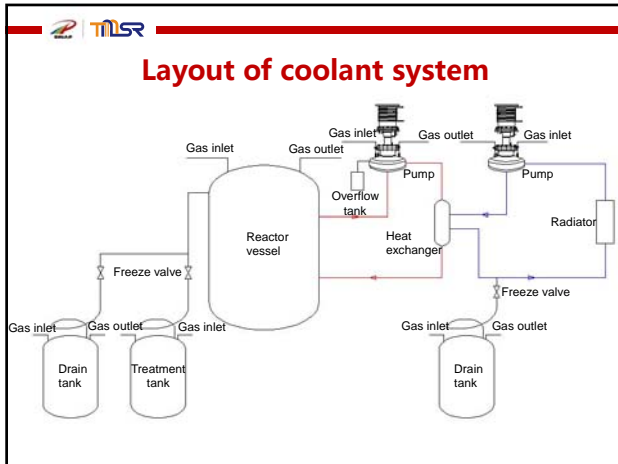 TMSR
Layout of coolant system
Gas inlet
Gas outlet
Gas inlet
Gas outlet
Gas inlet
Pump
Pump
Overflow
tank
Reactor
vessel
Heat
exchanger
Radiator
Freeze valve
Freeze valve
Gas inlet
Gas outlet
Gas inlet
Gas inlet
Gas outlet
Drain
tank
Treatment
tank
Drain
tank